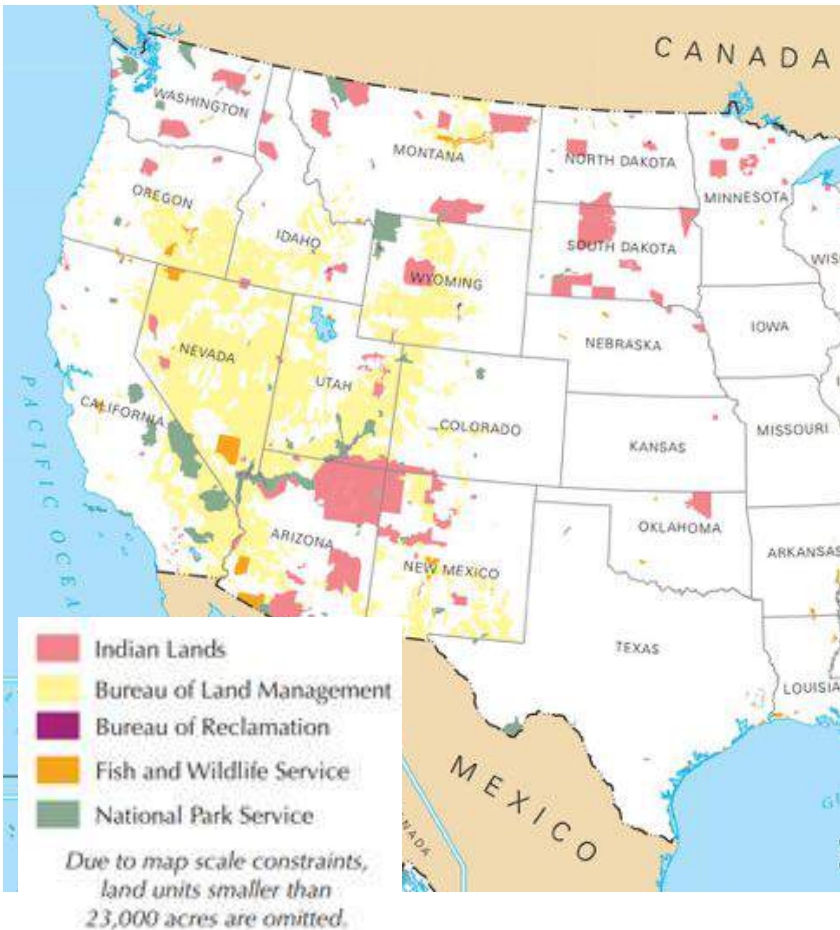 CANADA
WASHINGTON
MONTANA
NORTH DAKOTA
MINNESOTA
OREGON
IDAHO
SOUTH DAKOTA
WIS
WYOMING
IOWA
NEBRASKA
NEVADA
UTAH
PACIFIC OCEA
CALIFORNIA
COLORADO
KANSAS
MISSOURI
OKLAHOMA
ARIZONA
ARKANSAS
NEW MEXICO
TEXAS
LOUISIA
MEXICO
NADA
Indian Lands
Bureau of Land Management
Bureau of Reclamation
Fish and Wildlife Service
National Park Service
Due to map scale constraints,
land units smaller than
23,000 acres are omitted.